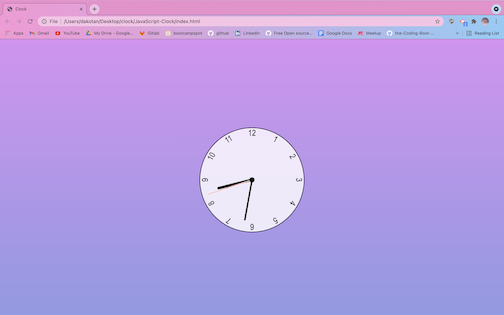 Clock
File | /Users/dakotan/Desktop/clock/JavaScript-Clock/index.html
Apps Gmail YouTube My Drive - Google... Gitlab bootcampspot github LinkedIn Free Open source... Google Docs Meetup the-Coding-Boot-... » Reading List
12
11 1
10 2
9 3
8 4
7 5
6